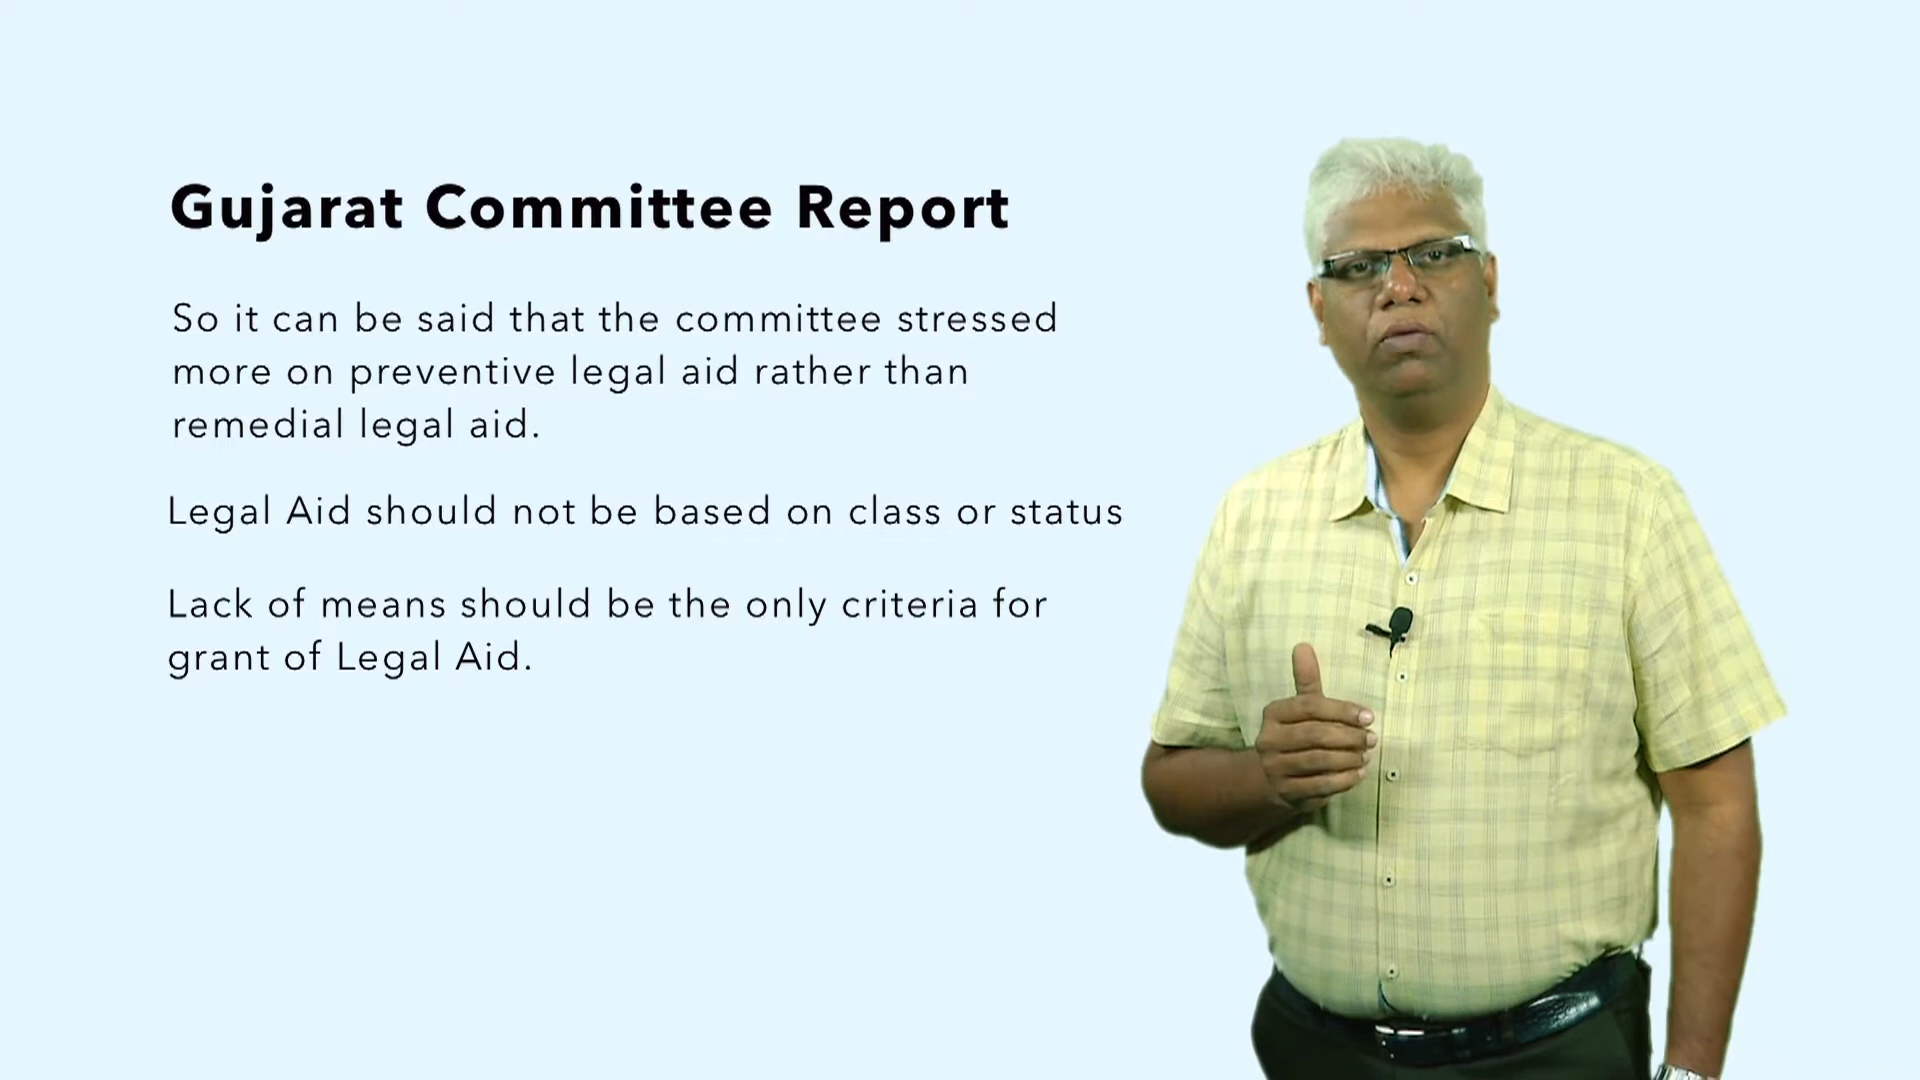 Gujarat Committee Report
So it can be said that the committee stressed
more on preventive legal aid rather than
remedial legal aid.
Legal Aid should not be based on class or status
Lack of means should be the only criteria for
grant of Legal Aid.